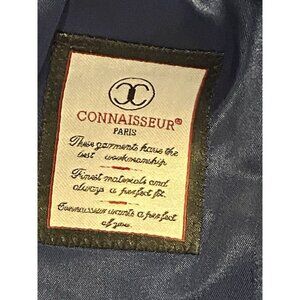 CONNAISSEUR®
PARIS
These garments have the
best workmanship.
Finest materials and
always a perfect fit.
Connaisseur wants a perfect
of you.